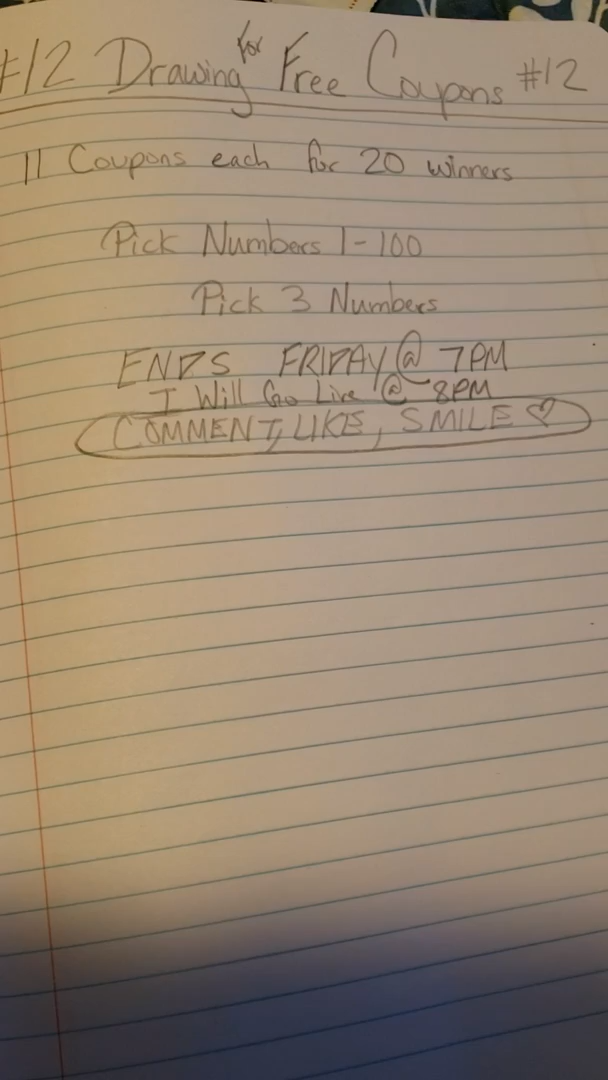 #12 Drawing for Free Coupons #12
11 Coupons each for 20 winners
Pick Numbers 1-100
Pick 3 Numbers
ENDS FRIDAY @ 7PM
I Will Go Live @ 8PM
COMMENT, LIKE, SMILE ♡